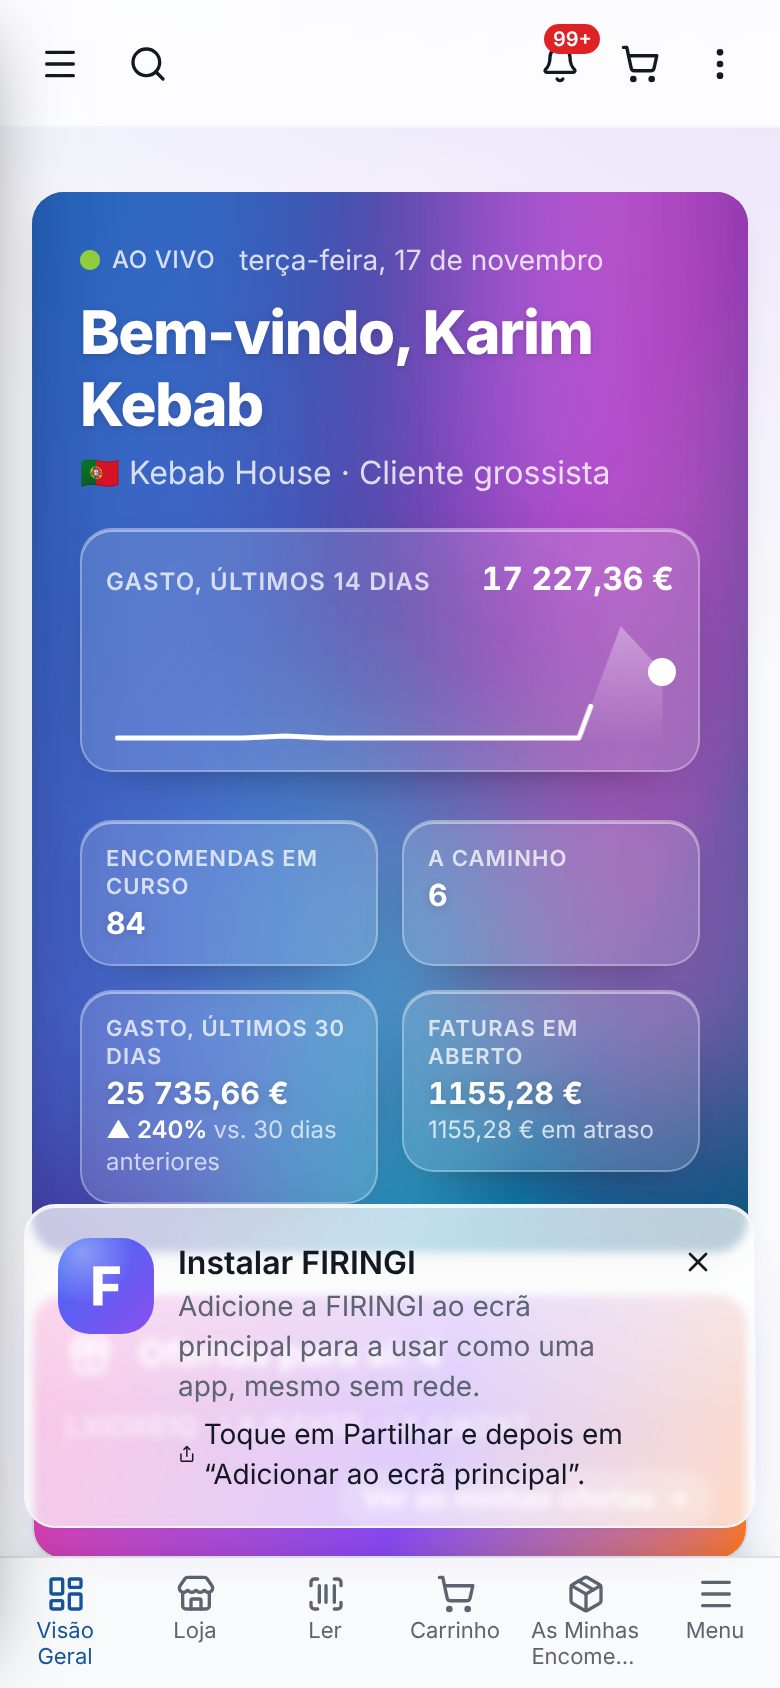 99+
AO VIVO terça-feira, 17 de novembro
Bem-vindo, Karim
Kebab
Kebab House · Cliente grossista
GASTO, ÚLTIMOS 14 DIAS 17 227,36 €
ENCOMENDAS EM
CURSO
84
A CAMINHO
6
GASTO, ÚLTIMOS 30
DIAS
25 735,66 €
▲ 240% vs. 30 dias
anteriores
FATURAS EM
ABERTO
1155,28 €
1155,28 € em atraso
F
Instalar FIRINGI
Adicione a FIRINGI ao ecrã
principal para a usar como uma
app, mesmo sem rede.
Toque em Partilhar e depois em
“Adicionar ao ecrã principal”.
Ver as minhas ofertas →
Visão
Geral
Loja
Ler
Carrinho
As Minhas
Encome...
Menu